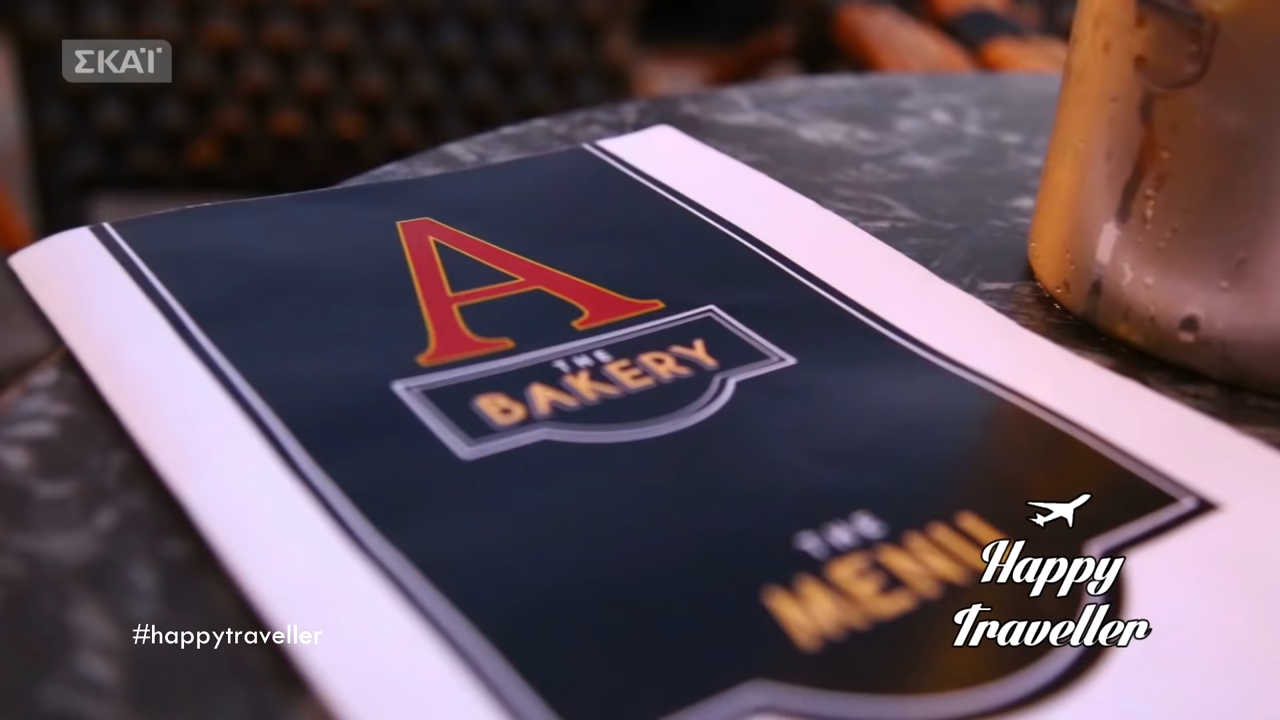 ΣΚΑΪ
A
THE
BAKERY
THE
MENU
Happy
Traveller
#happytraveller